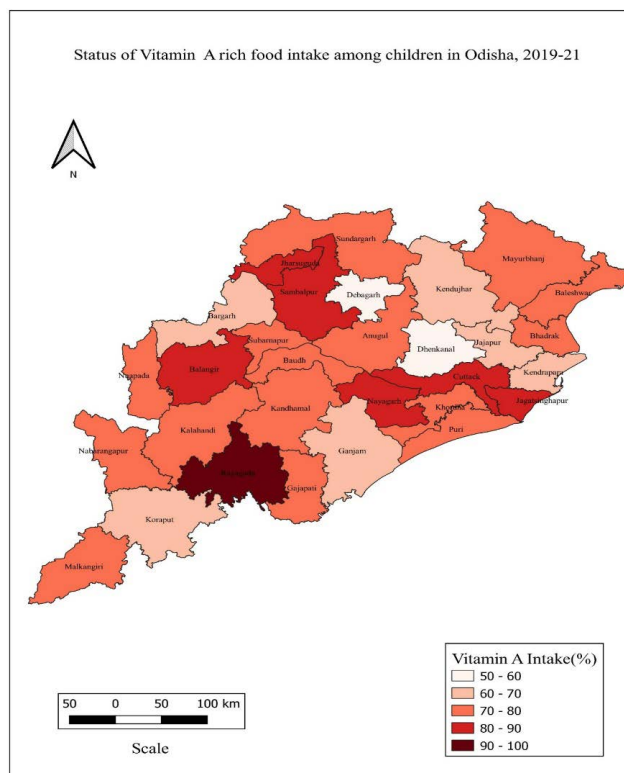 Status of Vitamin A rich food intake among children in Odisha, 2019-21
N
Sundargarh
Mayurbhanj
Jharsuguda
Kendujhar
Baleshwar
Sambalpur
Debagarh
Bargarh
Anugul
Bhadrak
Jajapur
Subarnapur
Dhenkanal
Baudh
Kendrapara
Balangir
Cuttack
Nuapada
Nayagarh
Jagatsinghapur
Khordha
Kandhamal
Puri
Kalahandi
Ganjam
Nabarangapur
Rayagada
Gajapati
Koraput
Malkangiri
Vitamin A Intake(%)
50 - 60
60 - 70
70 - 80
80 - 90
90 - 100
50 0 50 100 km
Scale